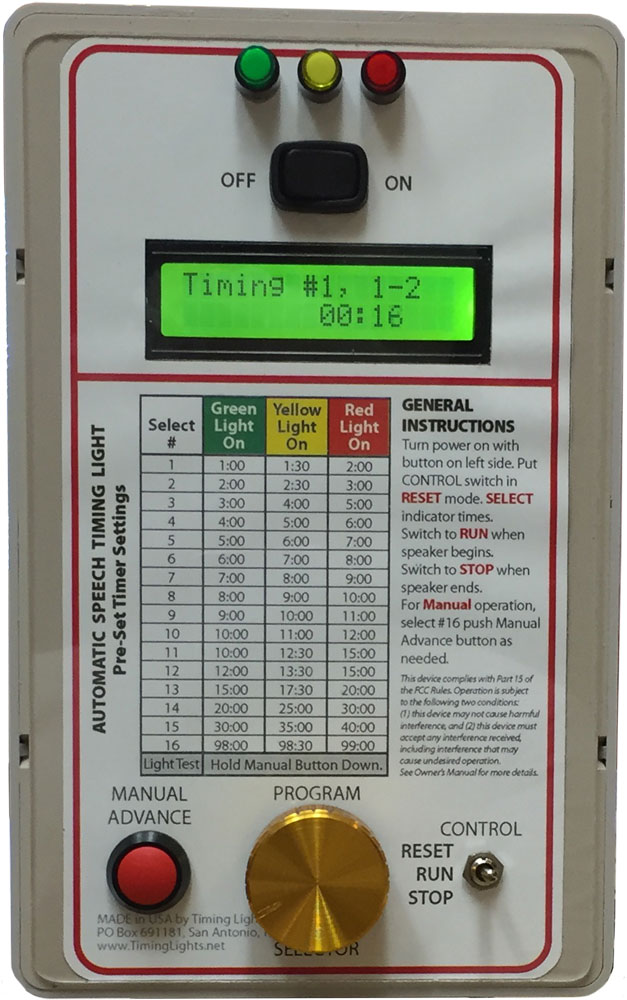 OFF ON
Timing #1, 1-2
00:16
AUTOMATIC SPEECH TIMING LIGHT
Pre-Set Timer Settings
Select # Green Light On Yellow Light On Red Light On
1 1:00 1:30 2:00
2 2:00 2:30 3:00
3 3:00 4:00 5:00
4 4:00 5:00 6:00
5 5:00 6:00 7:00
6 6:00 7:00 8:00
7 7:00 8:00 9:00
8 8:00 9:00 10:00
9 9:00 10:00 11:00
10 10:00 11:00 12:00
11 10:00 12:30 15:00
12 12:00 13:30 15:00
13 15:00 17:30 20:00
14 20:00 25:00 30:00
15 30:00 35:00 40:00
16 98:00 98:30 99:00
Light Test Hold Manual Button Down.
GENERAL
INSTRUCTIONS
Turn power on with
button on left side. Put
CONTROL switch in
RESET mode. SELECT
indicator times.
Switch to RUN when
speaker begins.
Switch to STOP when
speaker ends.
For Manual operation,
select #16 push Manual
Advance button as
needed.
This device complies with Part 15 of
the FCC Rules. Operation is subject
to the following two conditions:
(1) this device may not cause harmful
interference, and (2) this device must
accept any interference received,
including interference that may
cause undesired operation.
See Owner's Manual for more details.
MANUAL
ADVANCE
PROGRAM
SELECTOR
CONTROL
RESET
RUN
STOP
MADE in USA by Timing
PO Box 691181, San Antonio,
www.TimingLights.net